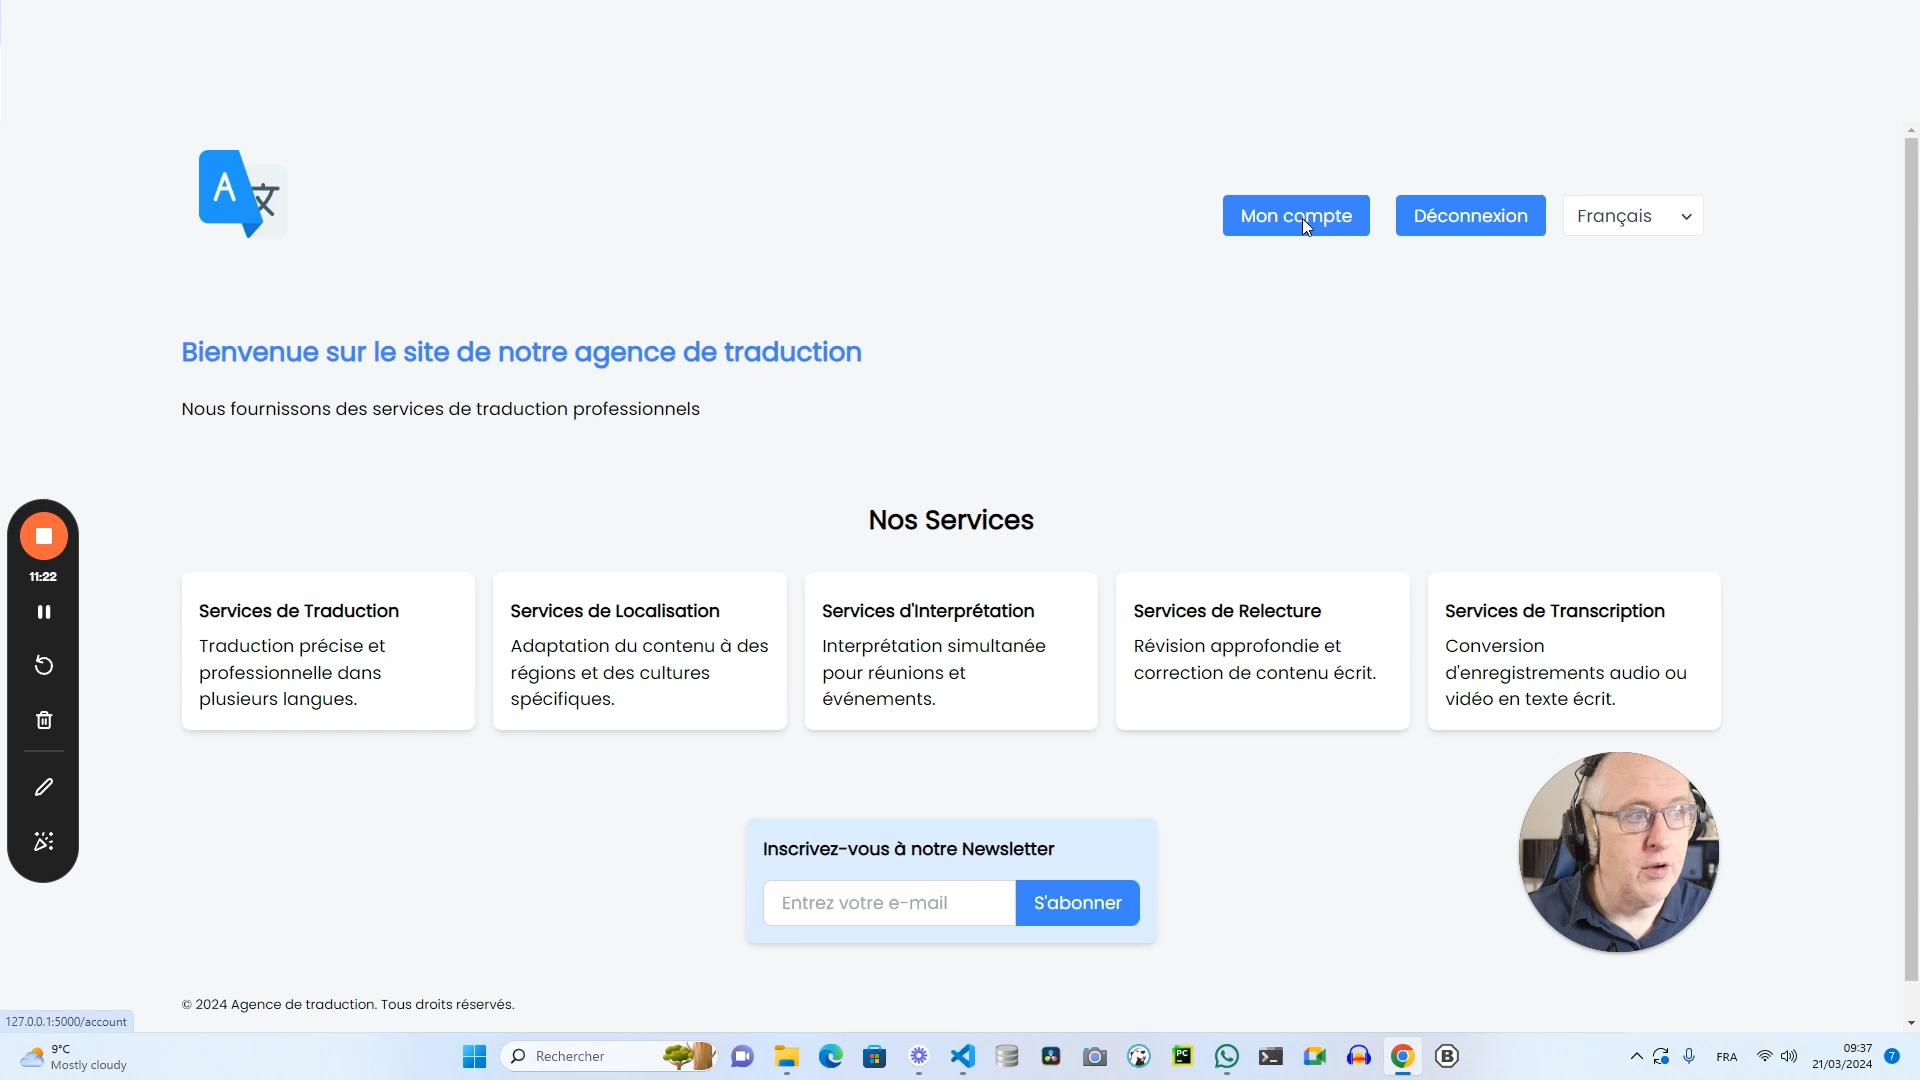 A 文
Mon compte
Déconnexion
Français
Bienvenue sur le site de notre agence de traduction
Nous fournissons des services de traduction professionnels
Nos Services
Services de Traduction
Traduction précise et
professionnelle dans
plusieurs langues.
Services de Localisation
Adaptation du contenu à des
régions et des cultures
spécifiques.
Services d'Interprétation
Interprétation simultanée
pour réunions et
événements.
Services de Relecture
Révision approfondie et
correction de contenu écrit.
Services de Transcription
Conversion
d'enregistrements audio ou
vidéo en texte écrit.
11:22
Inscrivez-vous à notre Newsletter
Entrez votre e-mail
S'abonner
© 2024 Agence de traduction. Tous droits réservés.
127.0.0.1:5000/account
9°C
Mostly cloudy
Rechercher
PC
B
FRA
09:37
21/03/2024
7